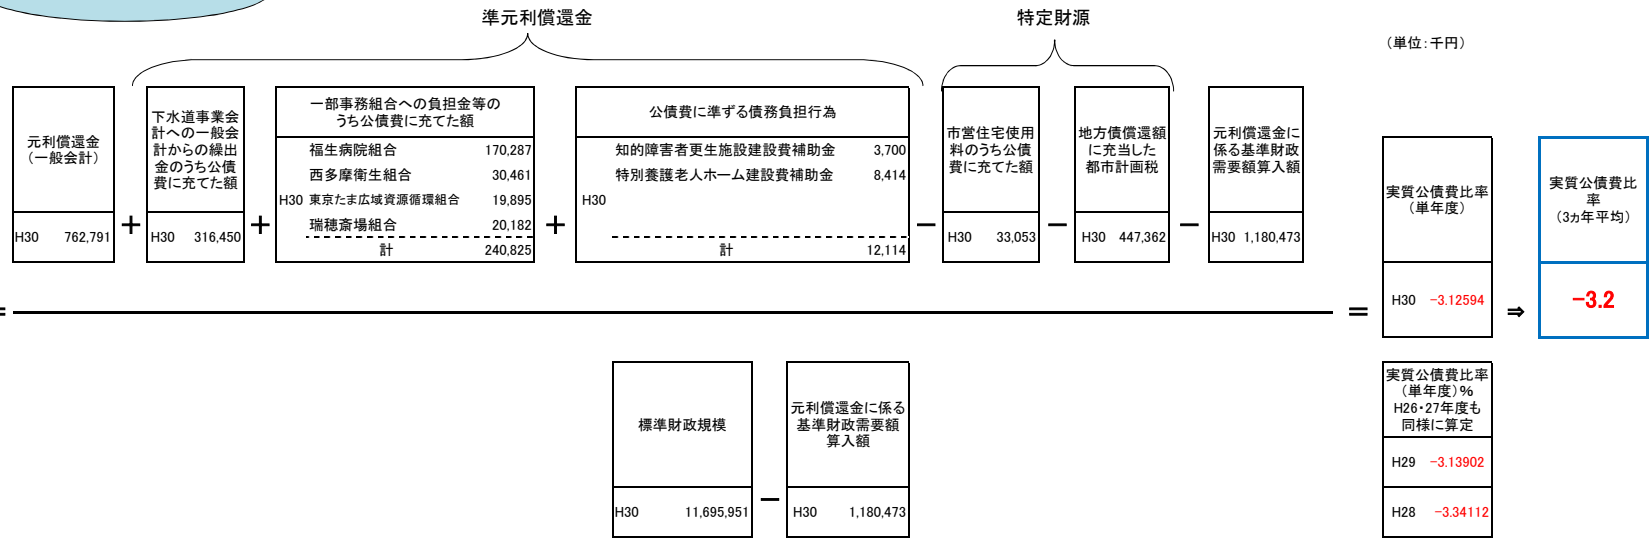 準元利償還金
特定財源
（単位：千円）
元利償還金
（一般会計）
H30 762,791
＋
下水道事業会
計への一般会
計からの繰出
金のうち公債
費に充てた額
H30 316,450
＋
一部事務組合への負担金等の
うち公債費に充てた額
福生病院組合 170,287
西多摩衛生組合 30,461
H30 東京たま広域資源循環組合 19,895
瑞穂斎場組合 20,182
計 240,825
＋
公債費に準ずる債務負担行為
知的障害者更生施設建設費補助金 3,700
特別養護老人ホーム建設費補助金 8,414
H30
計 12,114
－
市営住宅使用
料のうち公債
費に充てた額
H30 33,053
－
地方債償還額
に充当した
都市計画税
H30 447,362
－
元利償還金に
係る基準財政
需要額算入額
H30 1,180,473
＝
標準財政規模
H30 11,695,951
－
元利償還金に係る
基準財政需要額
算入額
H30 1,180,473
＝
実質公債費比率
（単年度）
H30 -3.12594
⇒
実質公債費比
率
（3ヵ年平均）
-3.2
実質公債費比率
（単年度）%
H26・27年度も
同様に算定
H29 -3.13902
H28 -3.34112